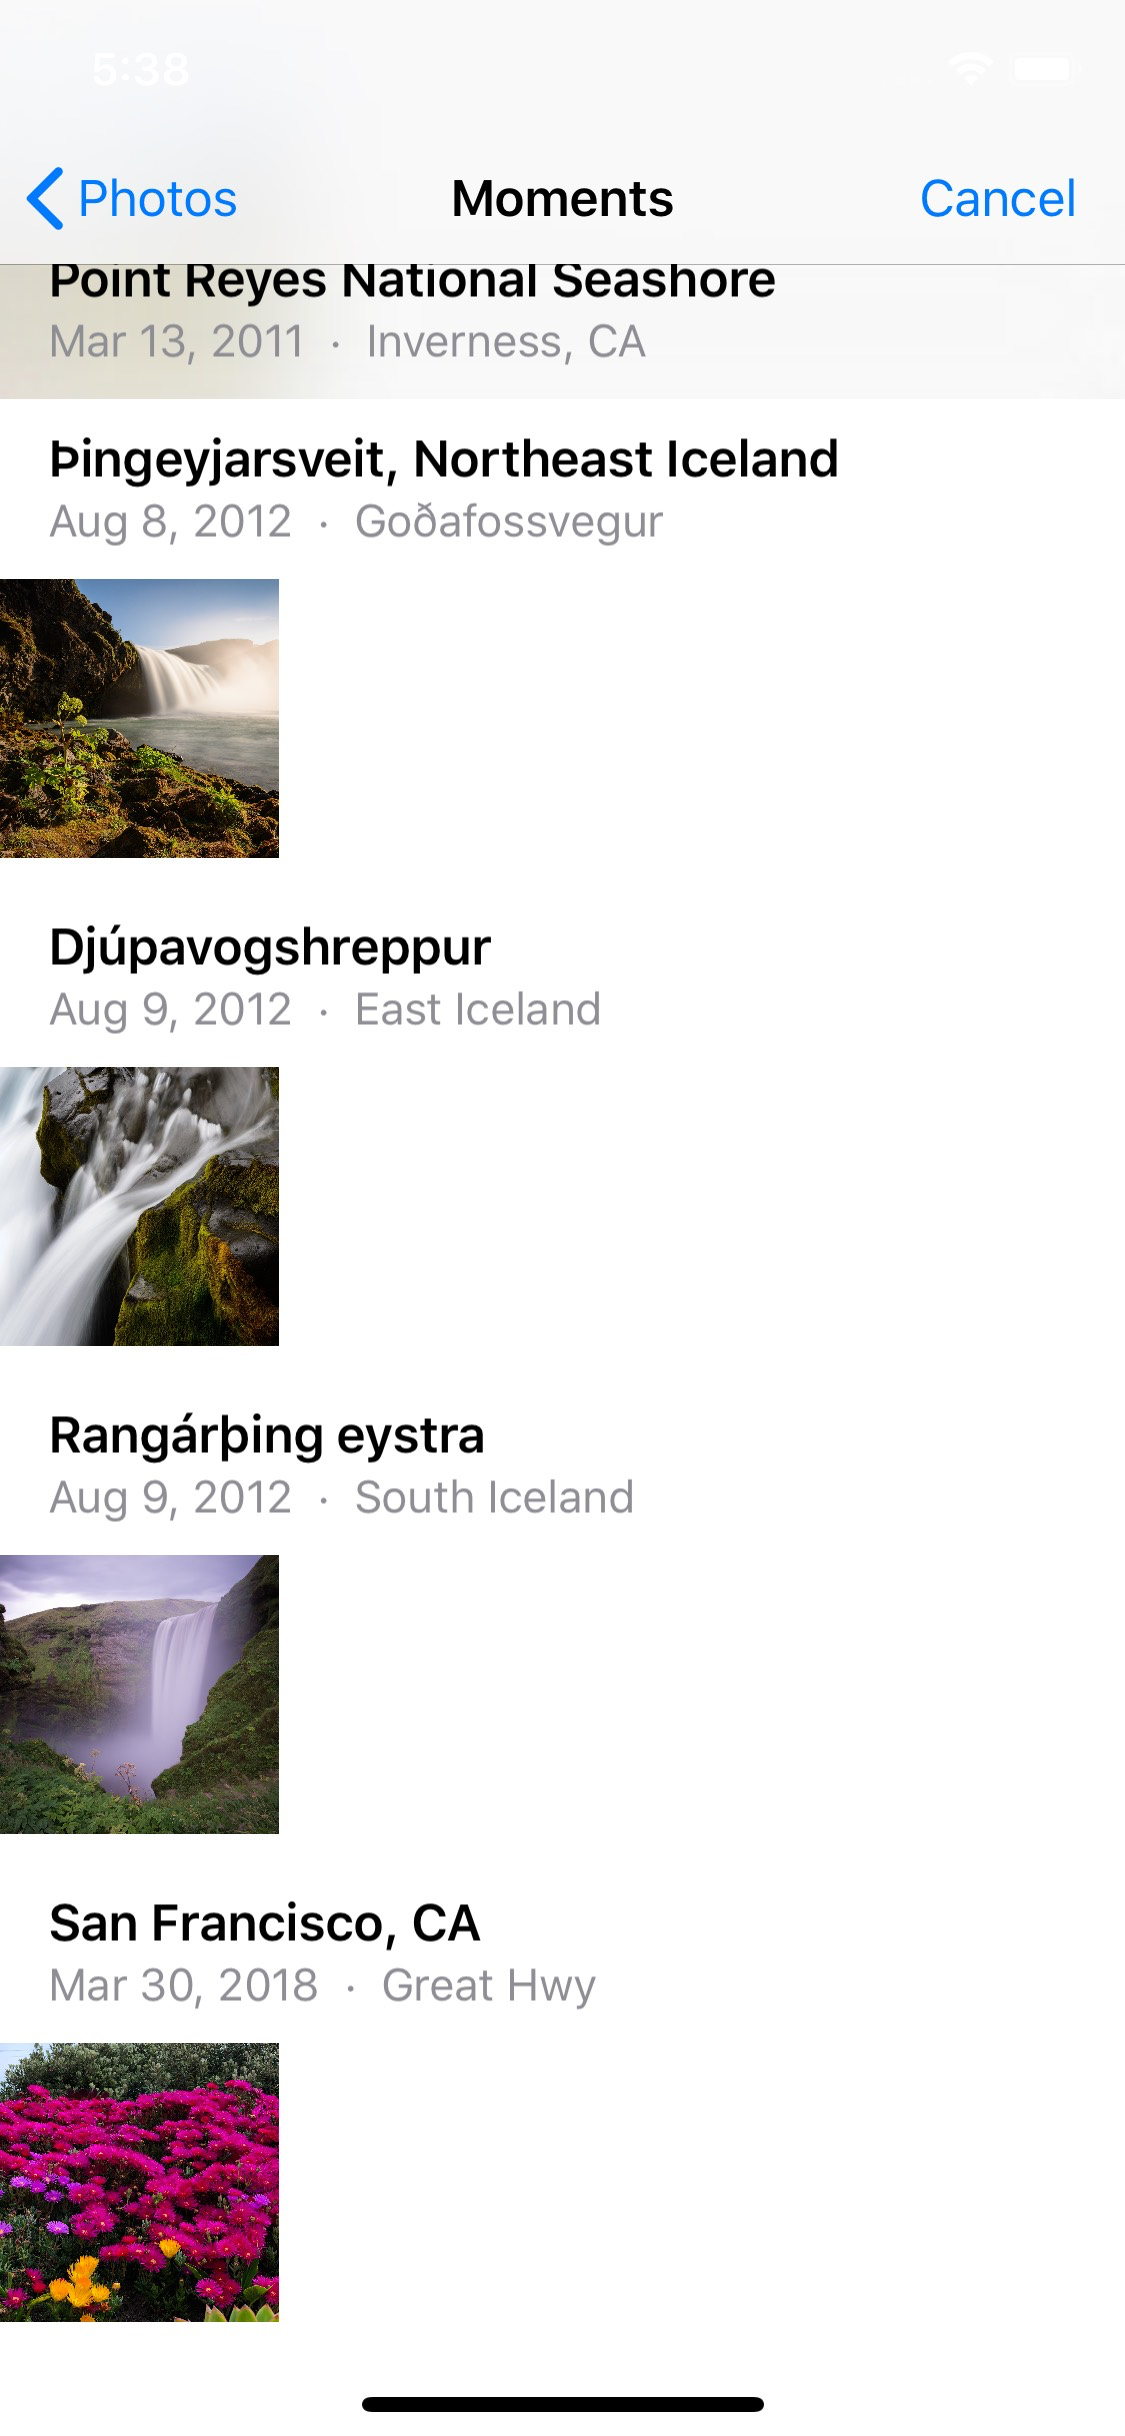 5:38
Photos Moments Cancel
Point Reyes National Seashore
Mar 13, 2011 · Inverness, CA
Þingeyjarsveit, Northeast Iceland
Aug 8, 2012 · Goðafossvegur
Djúpavogshreppur
Aug 9, 2012 · East Iceland
Rangárþing eystra
Aug 9, 2012 · South Iceland
San Francisco, CA
Mar 30, 2018 · Great Hwy